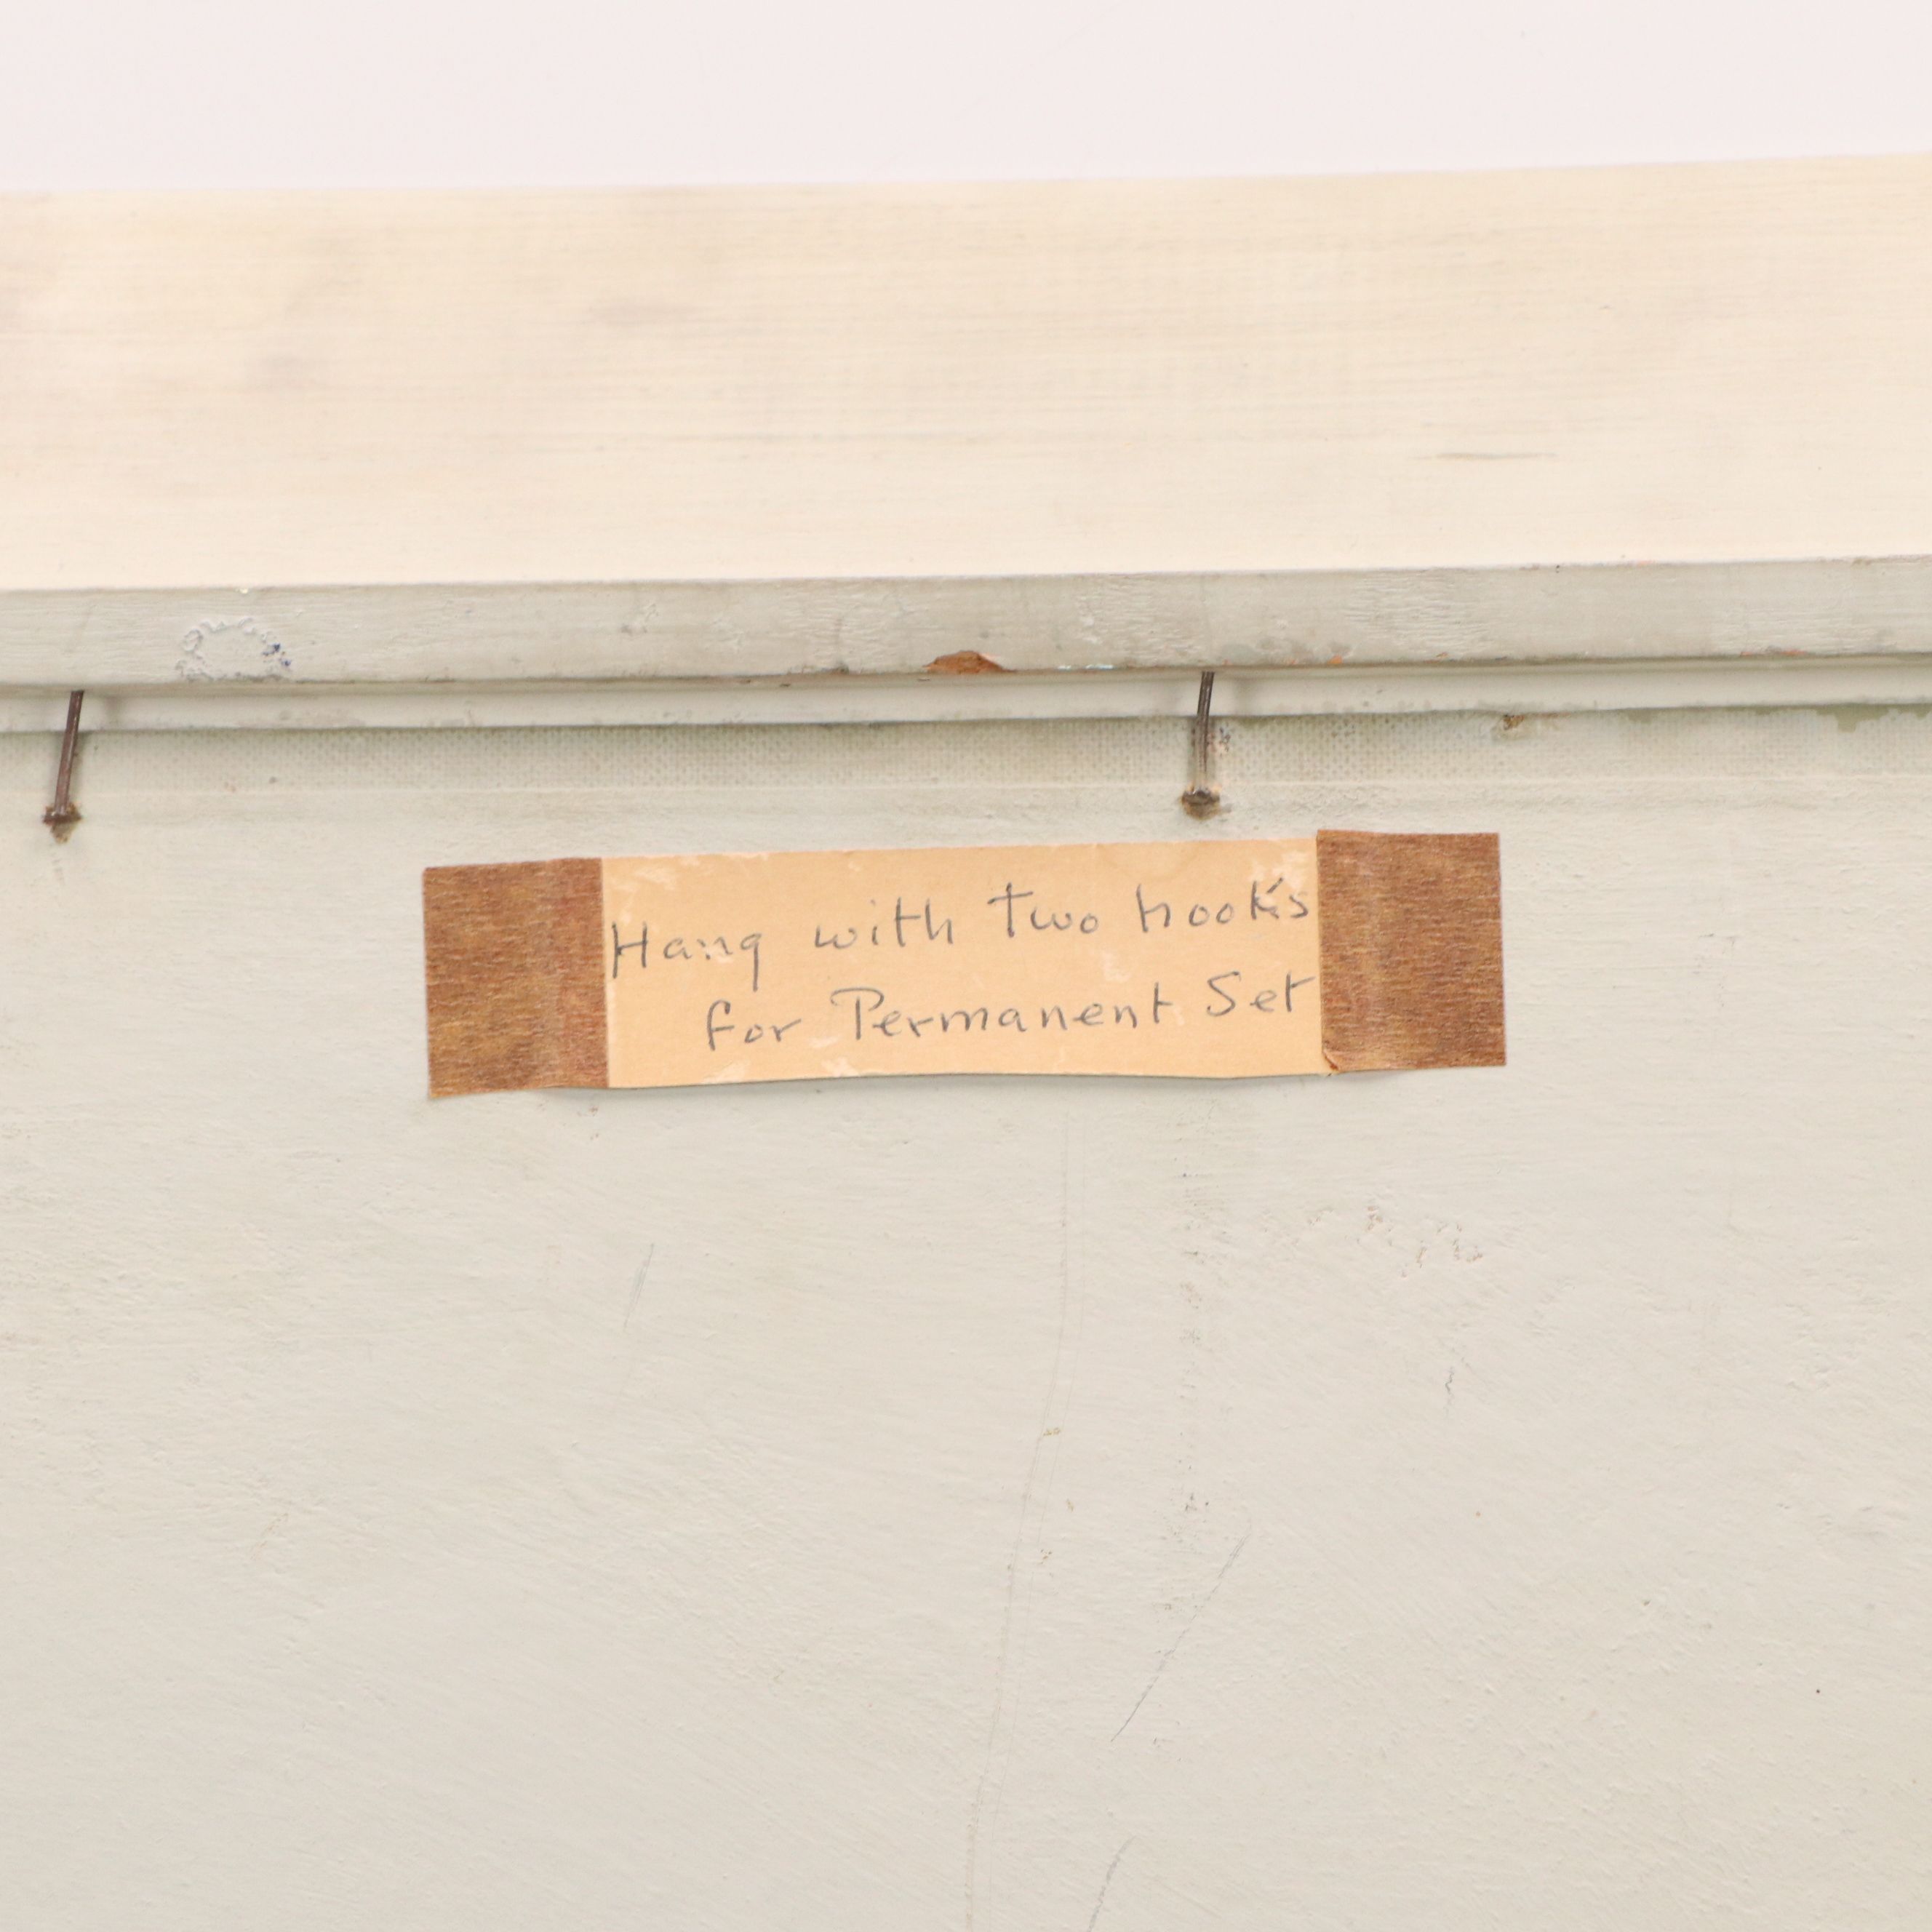 Hang with Two hooks
for Permanent Set